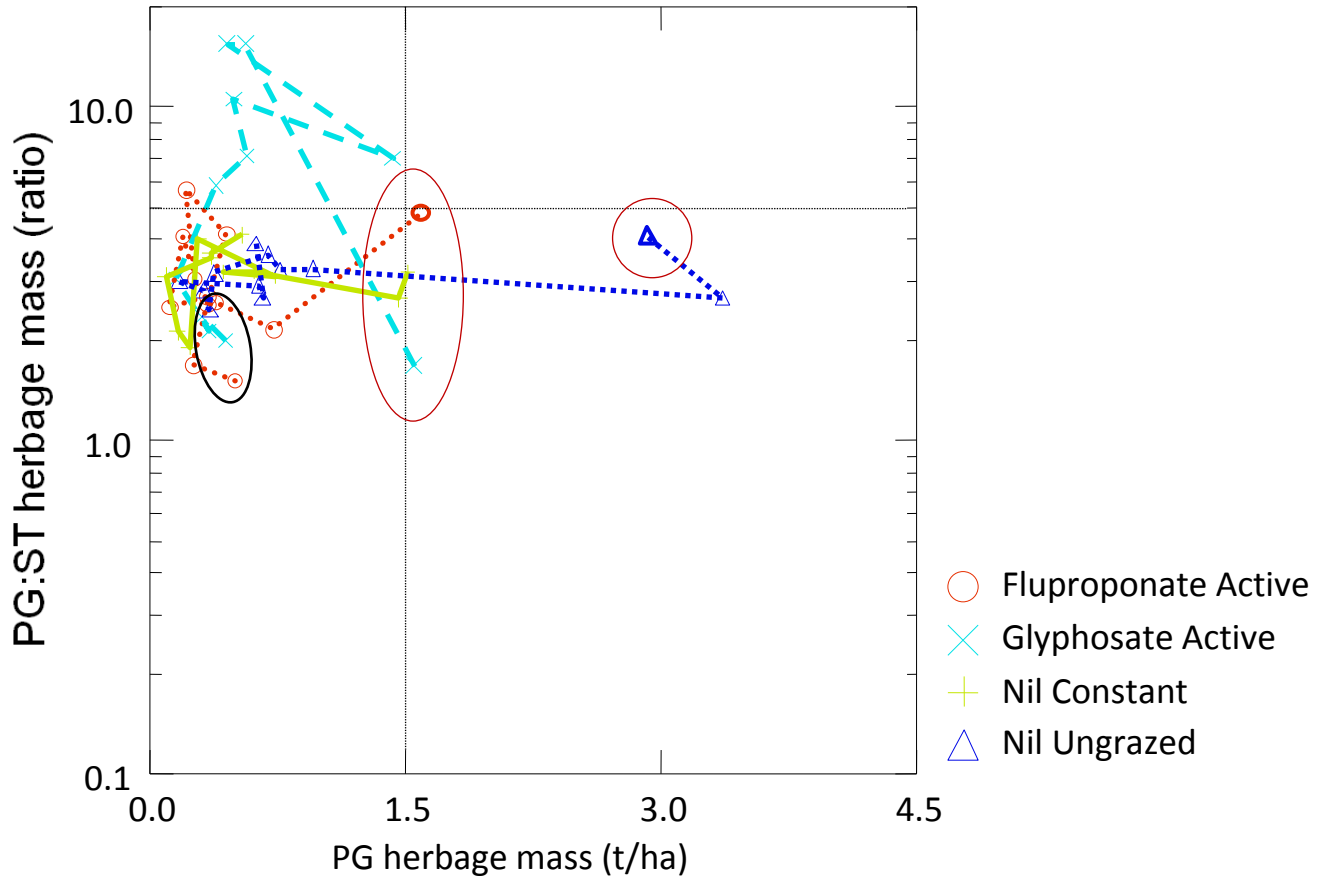 PG:ST herbage mass (ratio)
10.0
1.0
0.1
0.0
1.5
3.0
4.5
PG herbage mass (t/ha)
Fluproponate Active
Glyphosate Active
Nil Constant
Nil Ungrazed